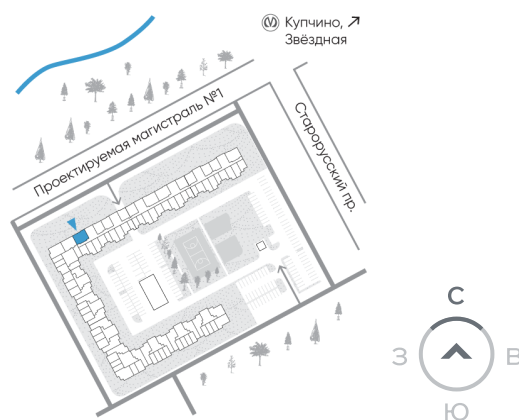 Купчино, ↗
Звёздная
Проектируемая магистраль №1
Старорусский пр.
С
З
В
Ю